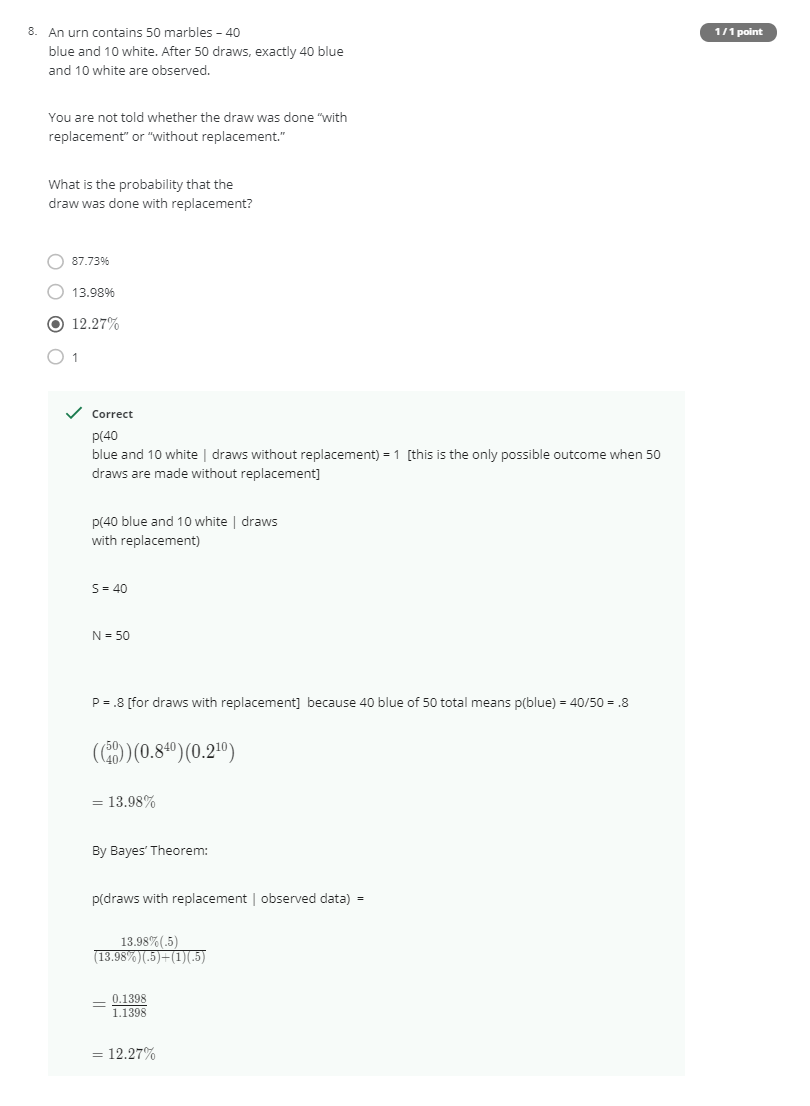 8. An urn contains 50 marbles – 40
1 / 1 point
blue and 10 white. After 50 draws, exactly 40 blue
and 10 white are observed.
You are not told whether the draw was done “with
replacement” or “without replacement.”
What is the probability that the
draw was done with replacement?
87.73%
13.98%
12.27%
1
Correct
p(40
blue and 10 white | draws without replacement) = 1 [this is the only possible outcome when 50
draws are made without replacement]
p(40 blue and 10 white | draws
with replacement)
S = 40
N = 50
P = .8 [for draws with replacement] because 40 blue of 50 total means p(blue) = 40/50 = .8
((50 40))(0.8^40)(0.2^10)
= 13.98%
By Bayes’ Theorem:
p(draws with replacement | observed data) =
13.98%(.5)
(13.98%)(.5)+(1)(.5)
= 0.1398
1.1398
= 12.27%